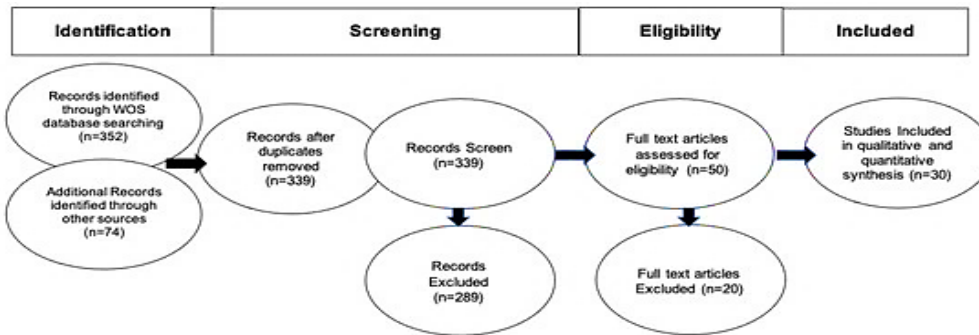 Identification
Screening
Eligibility
Included
Records identified
through WOS
database searching
(n=352)
Additional Records
identified through
other sources
(n=74)
Records after
duplicates
removed
(n=339)
Records Screen
(n=339)
Records
Excluded
(n=289)
Full text articles
assessed for
eligibility (n=50)
Full text articles
Excluded (n=20)
Studies Included
in qualitative and
quantitative
synthesis (n=30)